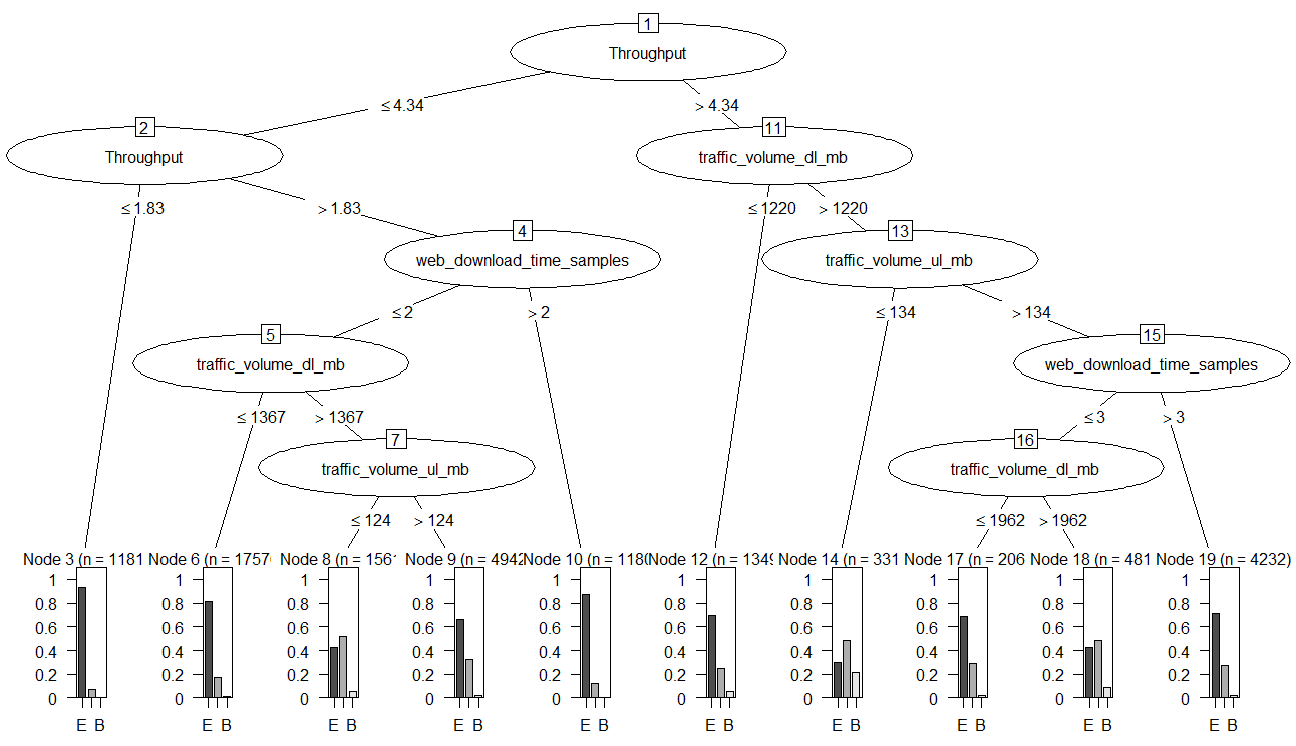 1
Throughput
≤ 4.34
> 4.34
2
Throughput
11
traffic_volume_dl_mb
≤ 1.83
> 1.83
≤ 1220
> 1220
4
web_download_time_samples
13
traffic_volume_ul_mb
≤ 2
> 2
≤ 134
> 134
5
traffic_volume_dl_mb
15
web_download_time_samples
≤ 1367
> 1367
≤ 3
> 3
7
traffic_volume_ul_mb
16
traffic_volume_dl_mb
≤ 124
> 124
≤ 1962
> 1962
Node 3 (n = 1181
Node 6 (n = 1757
Node 8 (n = 156
Node 9 (n = 4942
Node 10 (n = 1180
Node 12 (n = 1349
Node 14 (n = 331
Node 17 (n = 206
Node 18 (n = 481
Node 19 (n = 4232)
1 1 1 1 1 1 1 1 1 1
0.8 0.8 0.8 0.8 0.8 0.8 0.8 0.8 0.8 0.8
0.6 0.6 0.6 0.6 0.6 0.6 0.6 0.6 0.6 0.6
0.4 0.4 0.4 0.4 0.4 0.4 0.4 0.4 0.4 0.4
0.2 0.2 0.2 0.2 0.2 0.2 0.2 0.2 0.2 0.2
0 0 0 0 0 0 0 0 0 0
E B E B E B E B E B E B E B E B E B E B